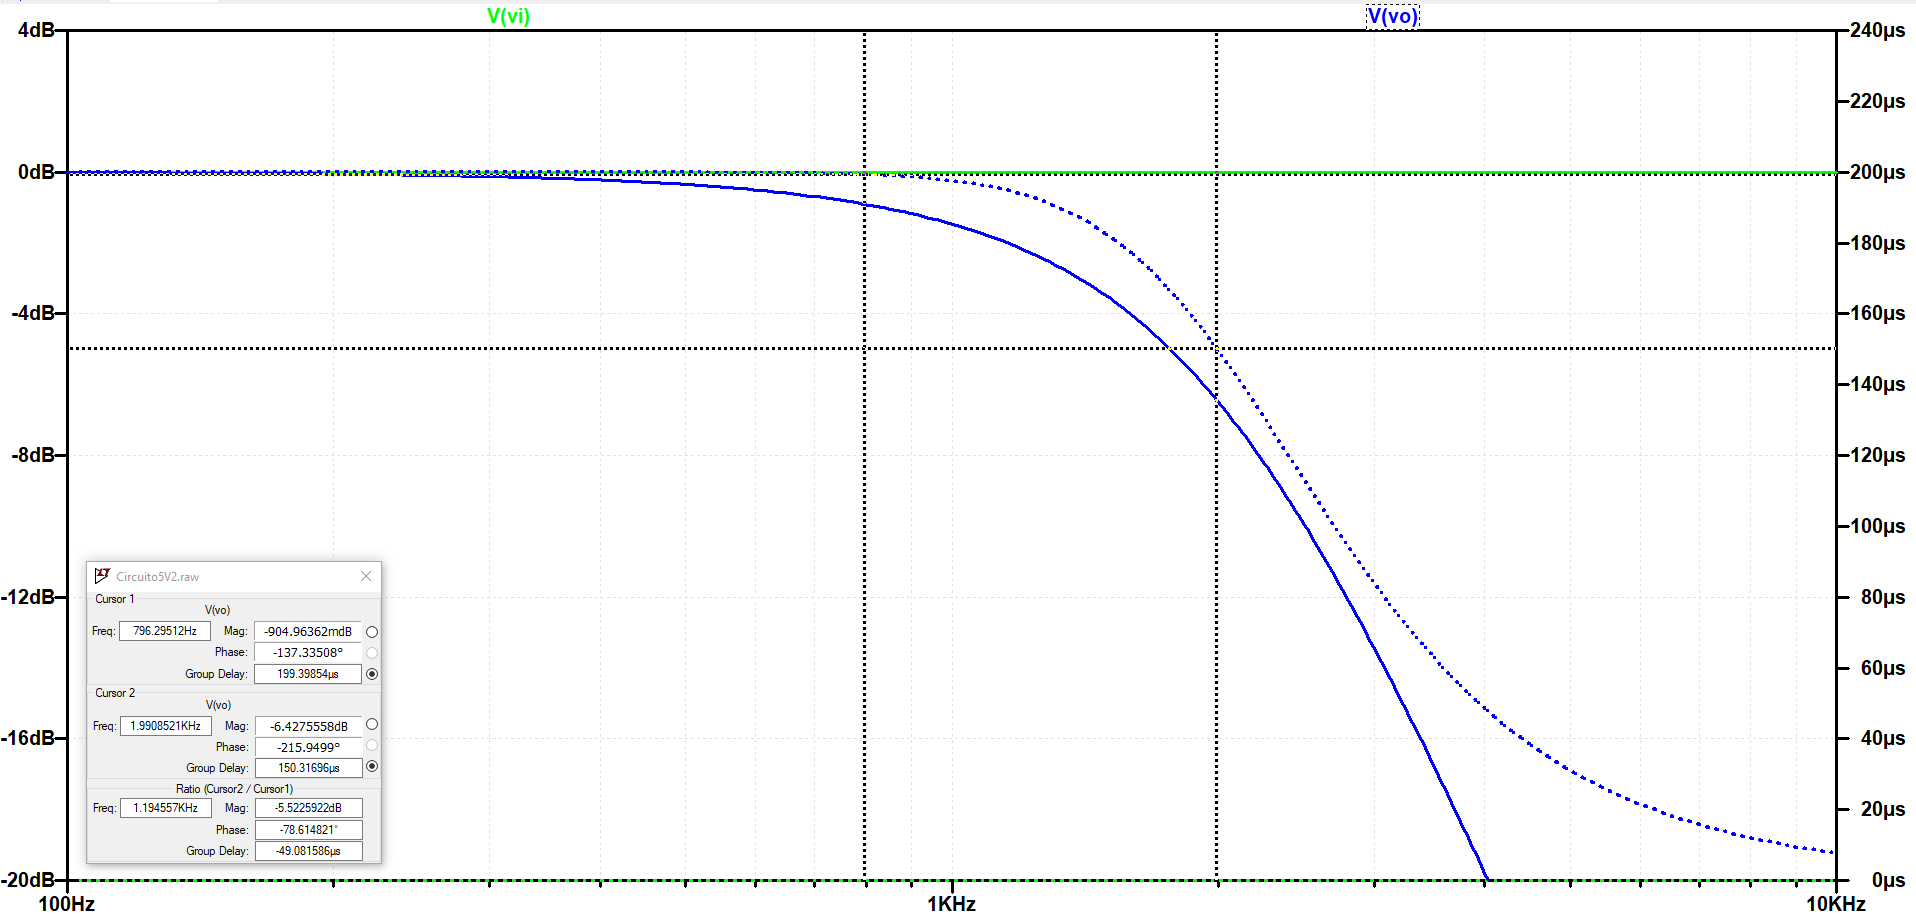 V(vi) V(vo)
4dB 240µs
220µs
0dB 200µs
180µs
-4dB 160µs
140µs
-8dB 120µs
100µs
-12dB 80µs
60µs
-16dB 40µs
20µs
-20dB 0µs
100Hz 1KHz 10KHz
Circuito5V2.raw
Cursor 1
V(vo)
Freq: 796.29512Hz Mag: -904.96362mdB
Phase: -137.33508°
Group Delay: 199.39854µs
Cursor 2
V(vo)
Freq: 1.9908521KHz Mag: -6.4275558dB
Phase: -215.9499°
Group Delay: 150.31696µs
Ratio (Cursor2 / Cursor1)
Freq: 1.194557KHz Mag: -5.5225922dB
Phase: -78.614821°
Group Delay: -49.081586µs